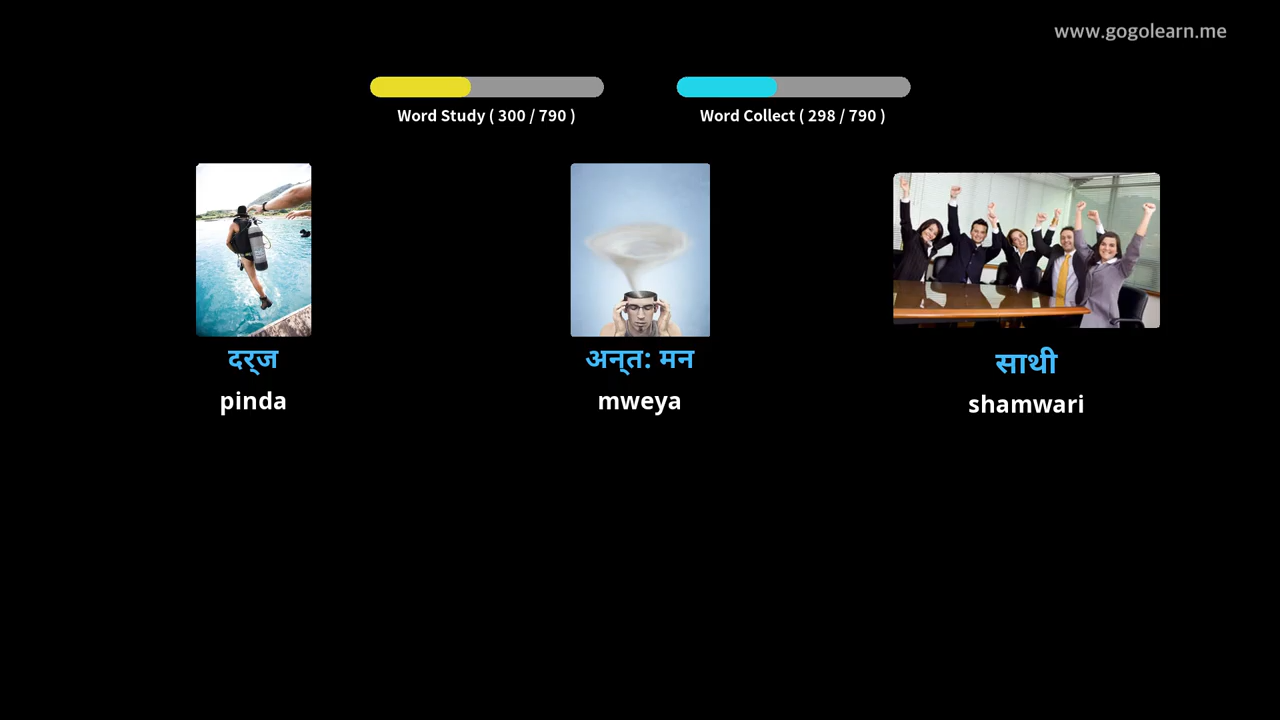 www.gogolearn.me
Word Study ( 300 / 790 )
Word Collect ( 298 / 790 )
दर्‌ज
अन्‌त: मन
साथी
pinda
mweya
shamwari